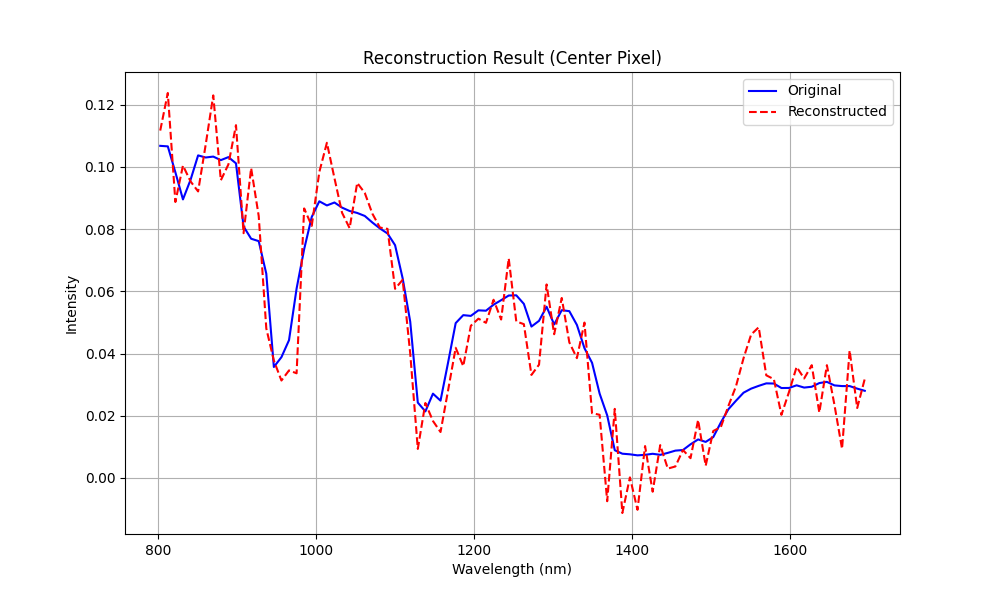 Reconstruction Result (Center Pixel)
Original
Reconstructed
Intensity
0.12
0.10
0.08
0.06
0.04
0.02
0.00
800 1000 1200 1400 1600
Wavelength (nm)